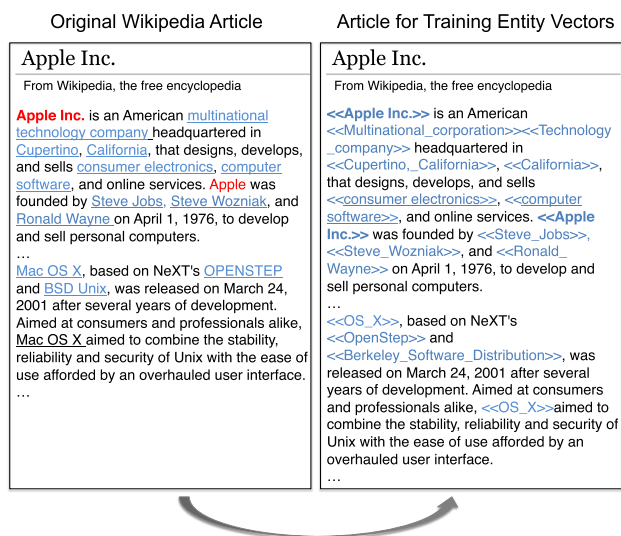 Original Wikipedia Article
Apple Inc.
From Wikipedia, the free encyclopedia
Apple Inc. is an American multinational
technology company headquartered in
Cupertino, California, that designs, develops,
and sells consumer electronics, computer
software, and online services. Apple was
founded by Steve Jobs, Steve Wozniak, and
Ronald Wayne on April 1, 1976, to develop
and sell personal computers.
...
Mac OS X, based on NeXT's OPENSTEP
and BSD Unix, was released on March 24,
2001 after several years of development.
Aimed at consumers and professionals alike,
Mac OS X aimed to combine the stability,
reliability and security of Unix with the ease of
use afforded by an overhauled user interface.
...
Article for Training Entity Vectors
Apple Inc.
From Wikipedia, the free encyclopedia
<<Apple Inc.>> is an American
<<Multinational_corporation>><<Technology
_company>> headquartered in
<<Cupertino,_California>>, <<California>>,
that designs, develops, and sells
<<consumer electronics>>, <<computer
software>>, and online services. <<Apple
Inc.>> was founded by <<Steve_Jobs>>,
<<Steve_Wozniak>>, and <<Ronald_
Wayne>> on April 1, 1976, to develop and
sell personal computers.
...
<<OS_X>>, based on NeXT's
<<OpenStep>> and
<<Berkeley_Software_Distribution>>, was
released on March 24, 2001 after several
years of development. Aimed at consumers
and professionals alike, <<OS_X>>aimed to
combine the stability, reliability and security of
Unix with the ease of use afforded by an
overhauled user interface.
...